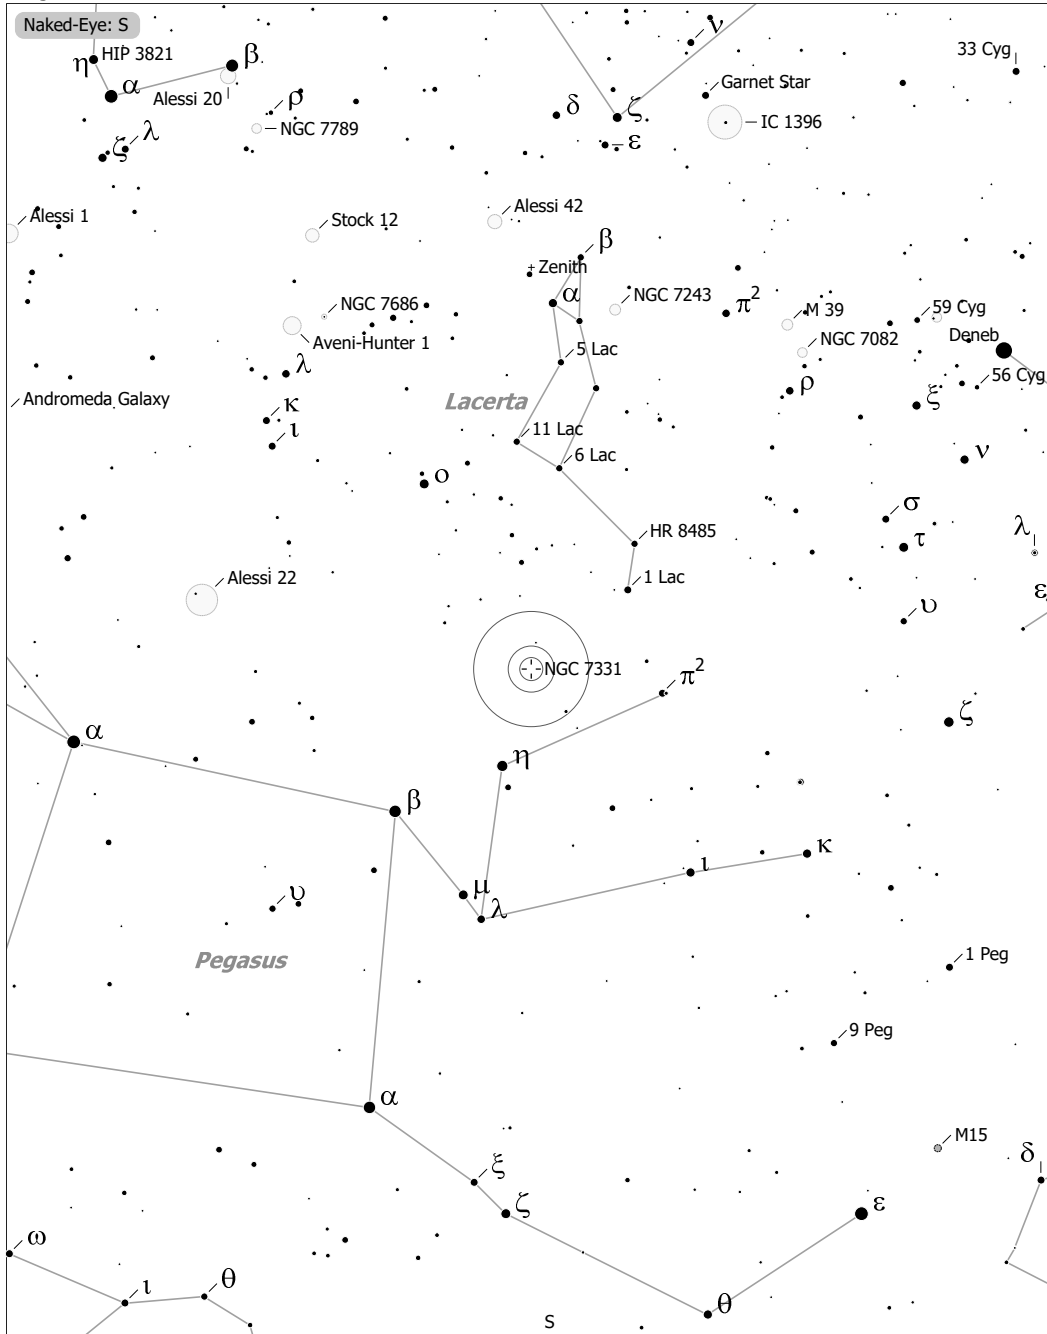 Naked-Eye: S
ν
33 Cyg
η
HIP 3821
β
α
Alessi 20
Garnet Star
ρ
δ
ζ
NGC 7789
IC 1396
λ
ζ
ε
Alessi 1
Stock 12
Alessi 42
β
Zenith
NGC 7686
α
NGC 7243
π²
M 39
59 Cyg
Aveni-Hunter 1
NGC 7082
Deneb
5 Lac
λ
56 Cyg
ρ
ξ
Andromeda Galaxy
κ
Lacerta
ι
11 Lac
6 Lac
ν
ο
σ
HR 8485
τ
λ
Alessi 22
1 Lac
ε
υ
NGC 7331
π²
ζ
α
η
β
κ
ι
μ
υ
λ
Pegasus
1 Peg
9 Peg
α
M15
ξ
δ
ζ
ε
ω
ι
θ
θ
S